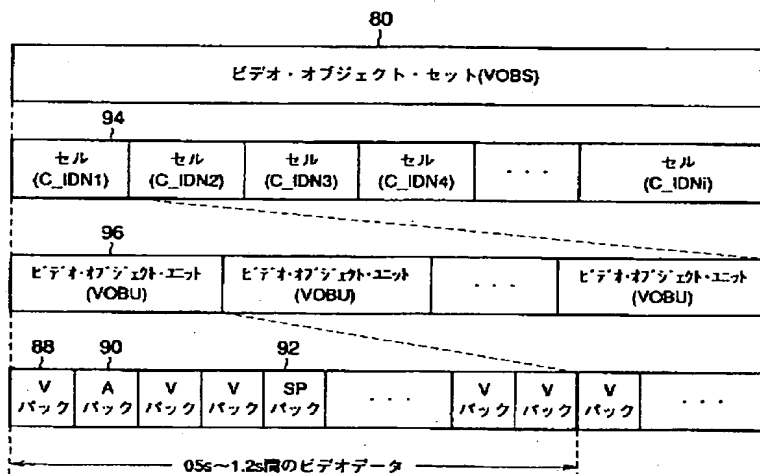 80
ビデオ・オブジェクト・セット(VOBS)
94
セル セル セル セル セル
(C_IDN1) (C_IDN2) (C_IDN3) (C_IDN4) ・・・ (C_IDNi)
96
ビデオ・オブジェクト・ユニット ビデオ・オブジェクト・ユニット ビデオ・オブジェクト・ユニット
(VOBU) (VOBU) ・・・ (VOBU)
88 90 92
V A V V SP V V V
パック パック パック パック パック ・・・ パック パック パック ・・・
05s～1.2s間のビデオデータ